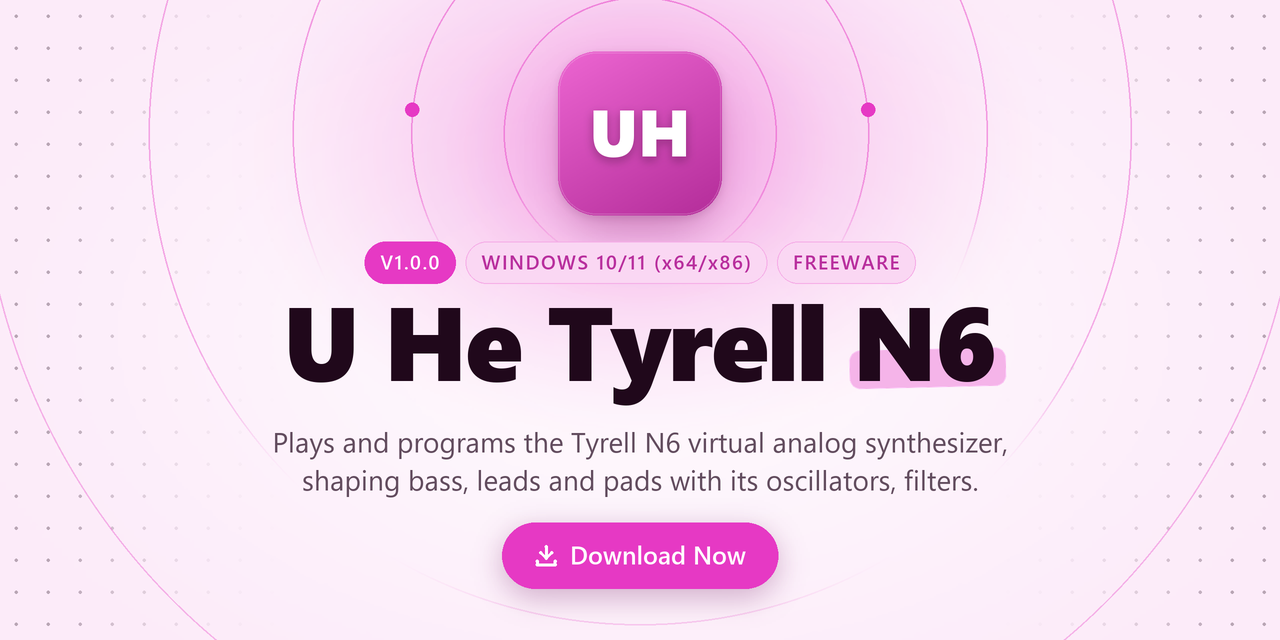 UH
V1.0.0
WINDOWS 10/11 (x64/x86)
FREEWARE
U He Tyrell N6
Plays and programs the Tyrell N6 virtual analog synthesizer,
shaping bass, leads and pads with its oscillators, filters.
Download Now